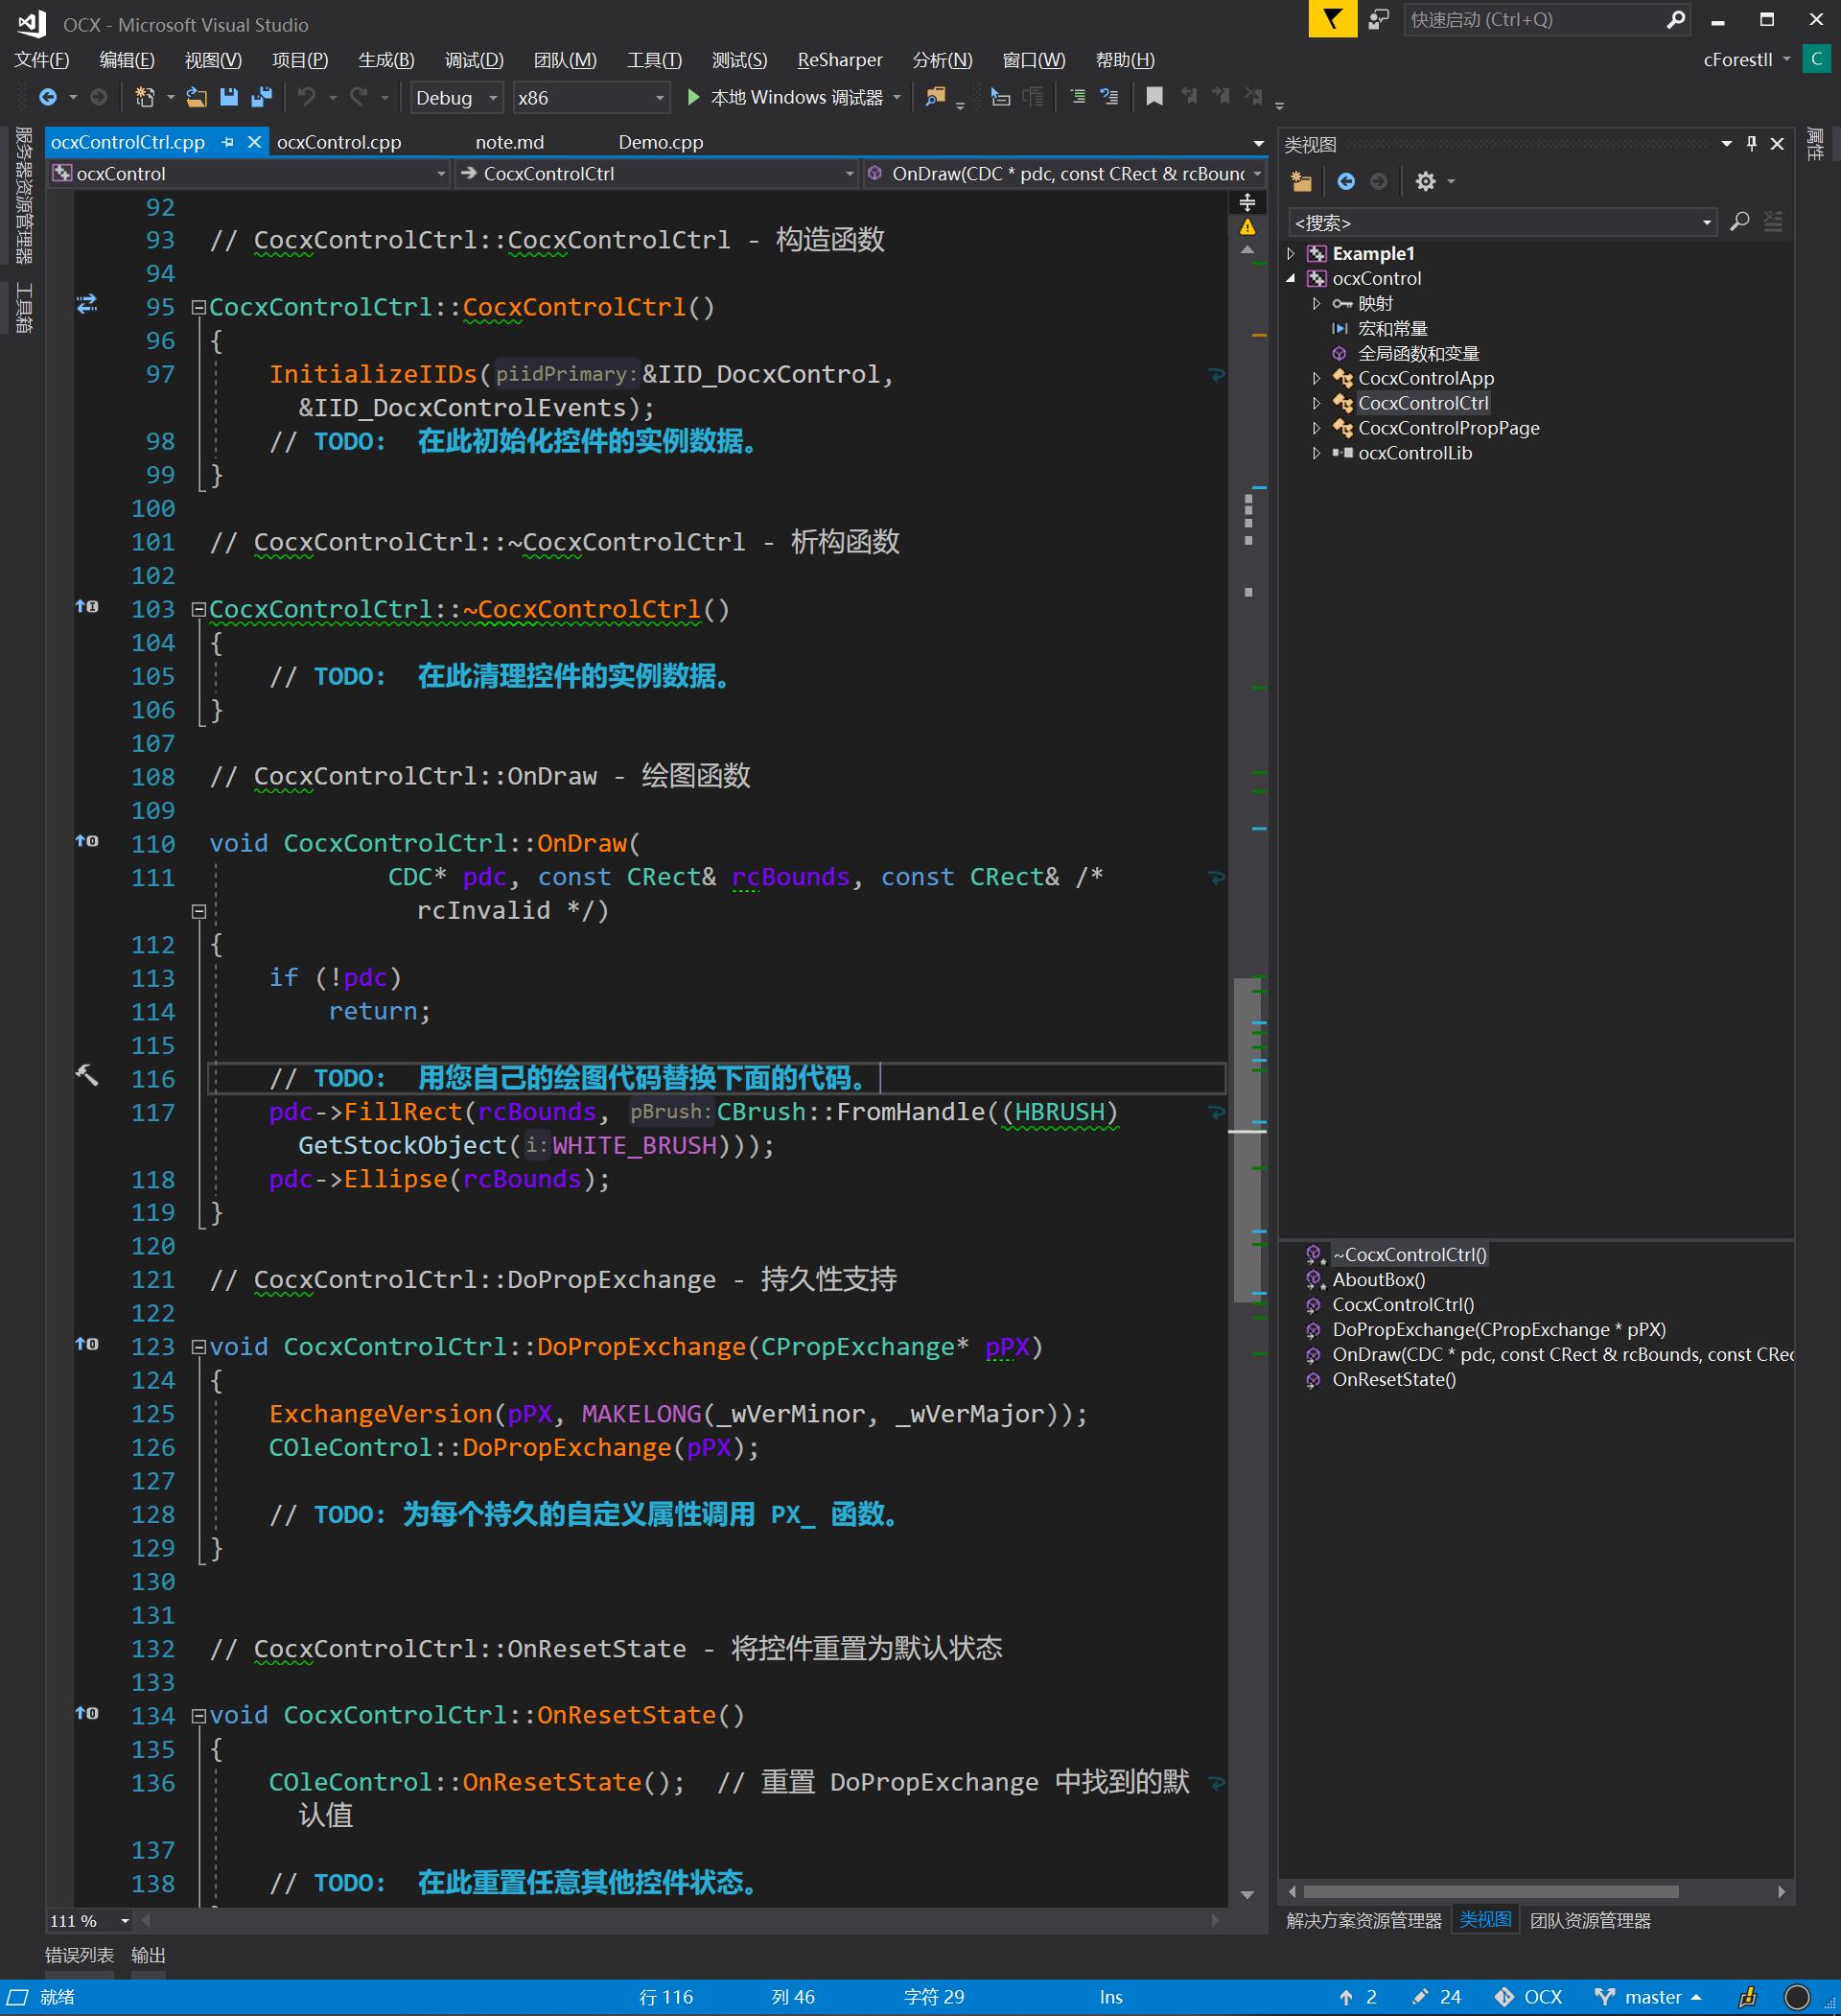 OCX - Microsoft Visual Studio
快速启动 (Ctrl+Q)
文件(F) 编辑(E) 视图(V) 项目(P) 生成(B) 调试(D) 团队(M) 工具(T) 测试(S) ReSharper 分析(N) 窗口(W) 帮助(H)
cForestII C
Debug x86 本地 Windows 调试器
服务器资源管理器
工具箱
ocxControlCtrl.cpp ocxControl.cpp note.md Demo.cpp
ocxControl CocxControlCtrl OnDraw(CDC * pdc, const CRect & rcBoun
92
93 // CocxControlCtrl::CocxControlCtrl - 构造函数
94
95 CocxControlCtrl::CocxControlCtrl()
96 {
97 InitializeIIDs(piidPrimary:&IID_DocxControl,
&IID_DocxControlEvents);
98 // TODO: 在此初始化控件的实例数据。
99 }
100
101 // CocxControlCtrl::~CocxControlCtrl - 析构函数
102
103 CocxControlCtrl::~CocxControlCtrl()
104 {
105 // TODO: 在此清理控件的实例数据。
106 }
107
108 // CocxControlCtrl::OnDraw - 绘图函数
109
110 void CocxControlCtrl::OnDraw(
111 CDC* pdc, const CRect& rcBounds, const CRect& /*
rcInvalid */)
112 {
113 if (!pdc)
114 return;
115
116 // TODO: 用您自己的绘图代码替换下面的代码。
117 pdc->FillRect(rcBounds, pBrush:CBrush::FromHandle((HBRUSH)
GetStockObject(i:WHITE_BRUSH)));
118 pdc->Ellipse(rcBounds);
119 }
120
121 // CocxControlCtrl::DoPropExchange - 持久性支持
122
123 void CocxControlCtrl::DoPropExchange(CPropExchange* pPX)
124 {
125 ExchangeVersion(pPX, MAKELONG(_wVerMinor, _wVerMajor));
126 COleControl::DoPropExchange(pPX);
127
128 // TODO: 为每个持久的自定义属性调用 PX_ 函数。
129 }
130
131
132 // CocxControlCtrl::OnResetState - 将控件重置为默认状态
133
134 void CocxControlCtrl::OnResetState()
135 {
136 COleControl::OnResetState(); // 重置 DoPropExchange 中找到的默
认值
137
138 // TODO: 在此重置任意其他控件状态。
111 %
类视图
<搜索>
Example1
ocxControl
映射
宏和常量
全局函数和变量
CocxControlApp
CocxControlCtrl
CocxControlPropPage
ocxControlLib
~CocxControlCtrl()
AboutBox()
CocxControlCtrl()
DoPropExchange(CPropExchange * pPX)
OnDraw(CDC * pdc, const CRect & rcBounds, const CRec
OnResetState()
解决方案资源管理器 类视图 团队资源管理器
属性
错误列表 输出
就绪 行 116 列 46 字符 29 Ins 2 24 OCX master